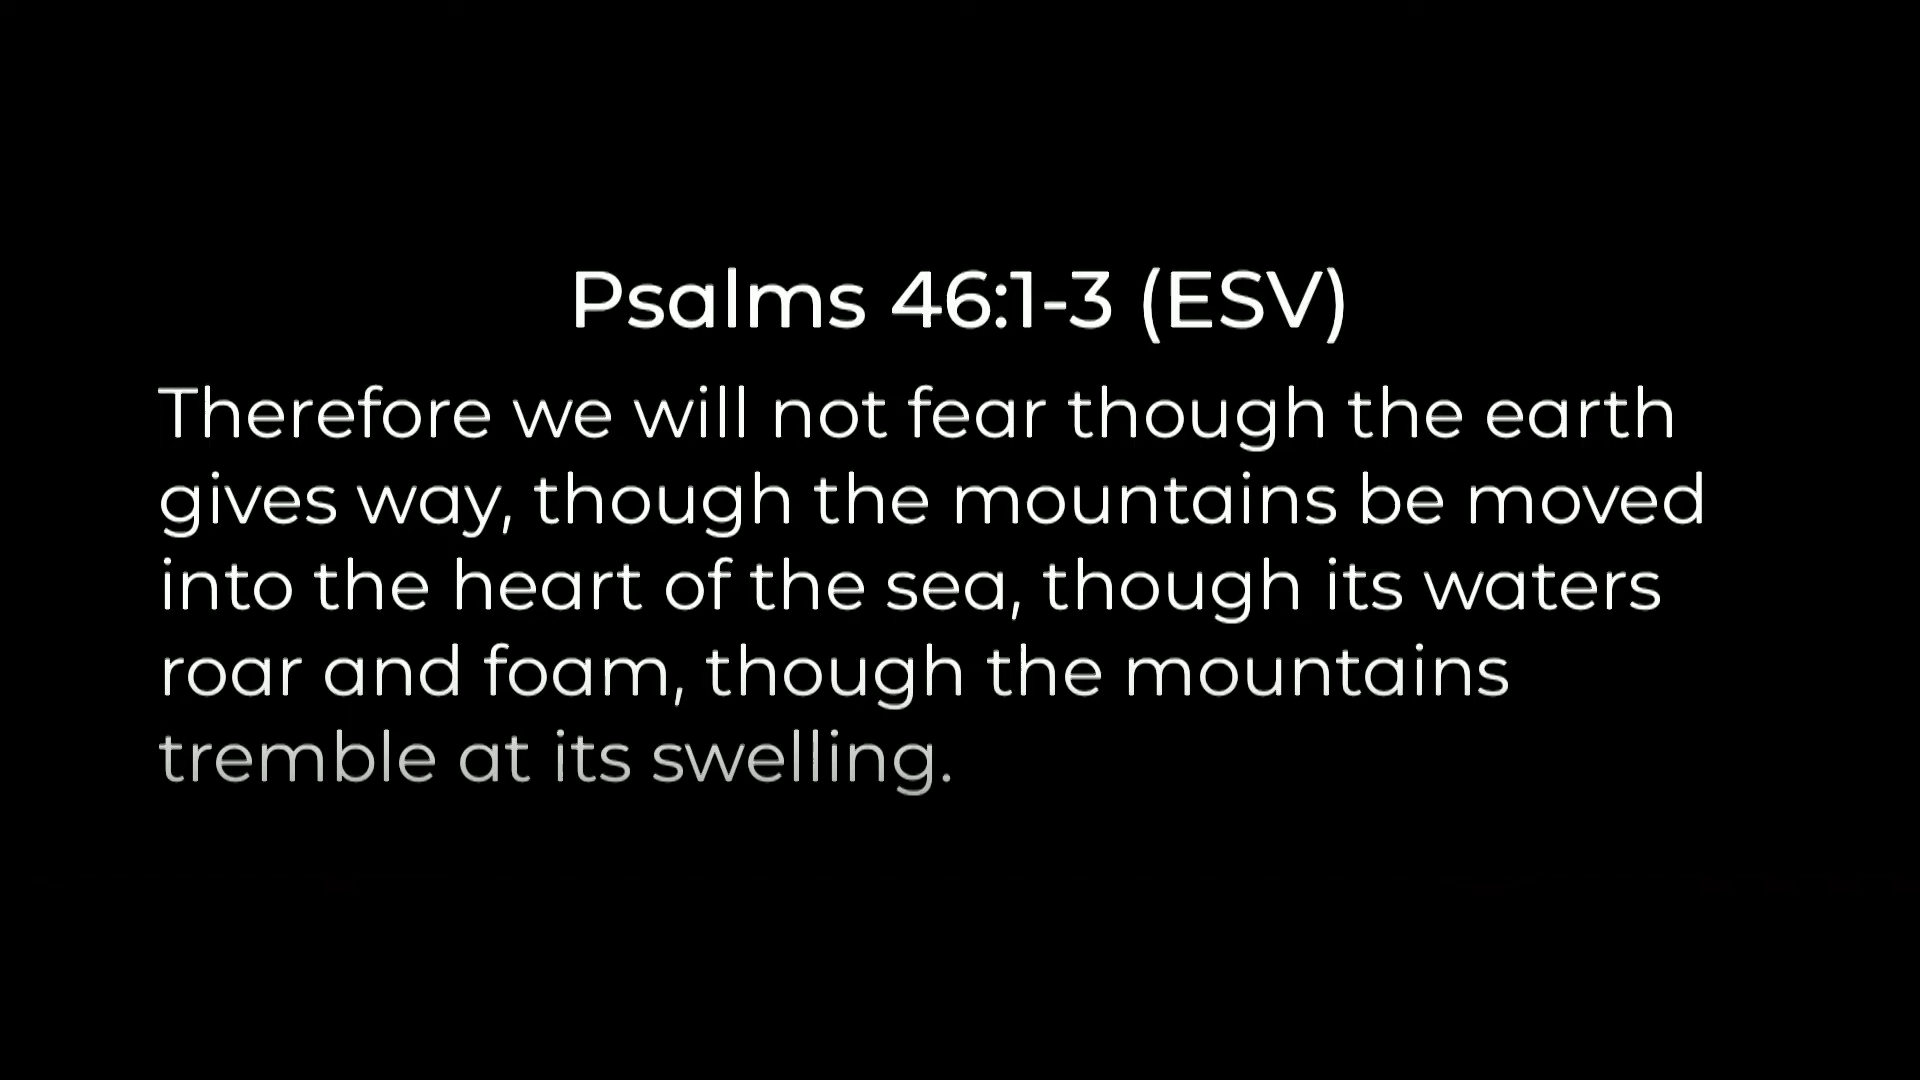 Psalms 46:1-3 (ESV)
Therefore we will not fear though the earth
gives way, though the mountains be moved
into the heart of the sea, though its waters
roar and foam, though the mountains
tremble at its swelling.